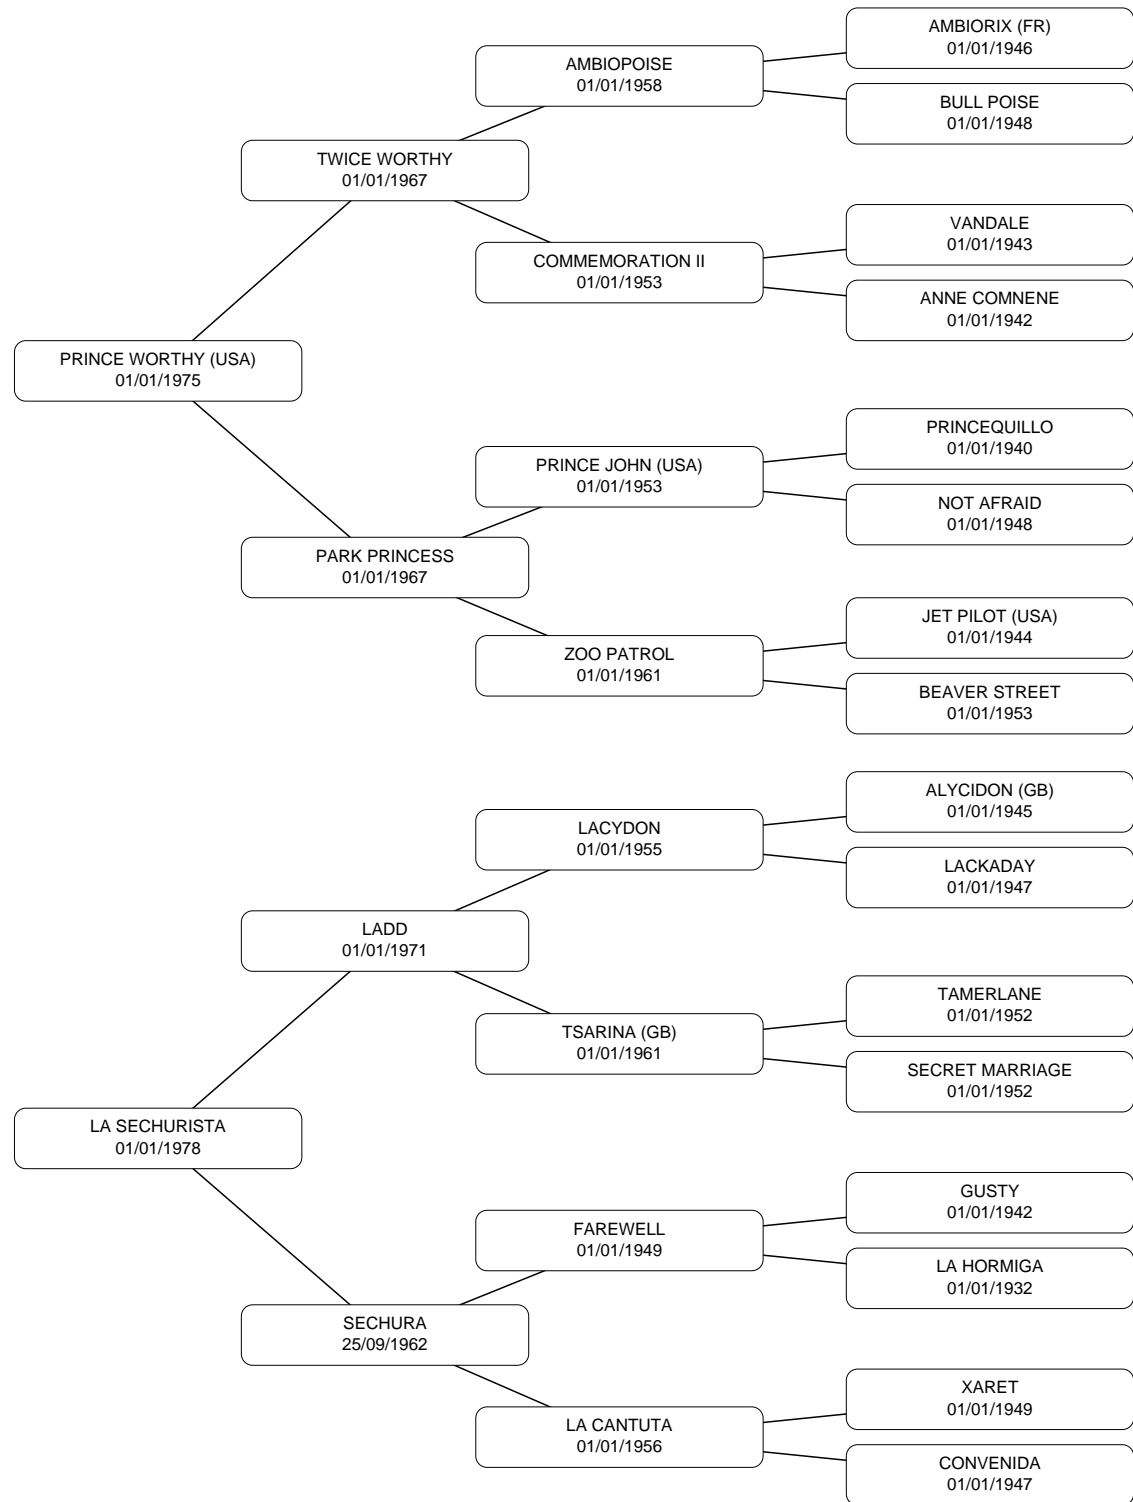 AMBIORIX (FR)
01/01/1946
AMBIOPOISE
01/01/1958
BULL POISE
01/01/1948
TWICE WORTHY
01/01/1967
VANDALE
01/01/1943
COMMEMORATION II
01/01/1953
ANNE COMNENE
01/01/1942
PRINCE WORTHY (USA)
01/01/1975
PRINCEQUILLO
01/01/1940
PRINCE JOHN (USA)
01/01/1953
NOT AFRAID
01/01/1948
PARK PRINCESS
01/01/1967
JET PILOT (USA)
01/01/1944
ZOO PATROL
01/01/1961
BEAVER STREET
01/01/1953
ALYCIDON (GB)
01/01/1945
LACYDON
01/01/1955
LACKADAY
01/01/1947
LADD
01/01/1971
TAMERLANE
01/01/1952
TSARINA (GB)
01/01/1961
SECRET MARRIAGE
01/01/1952
LA SECHURISTA
01/01/1978
GUSTY
01/01/1942
FAREWELL
01/01/1949
LA HORMIGA
01/01/1932
SECHURA
25/09/1962
XARET
01/01/1949
LA CANTUTA
01/01/1956
CONVENIDA
01/01/1947